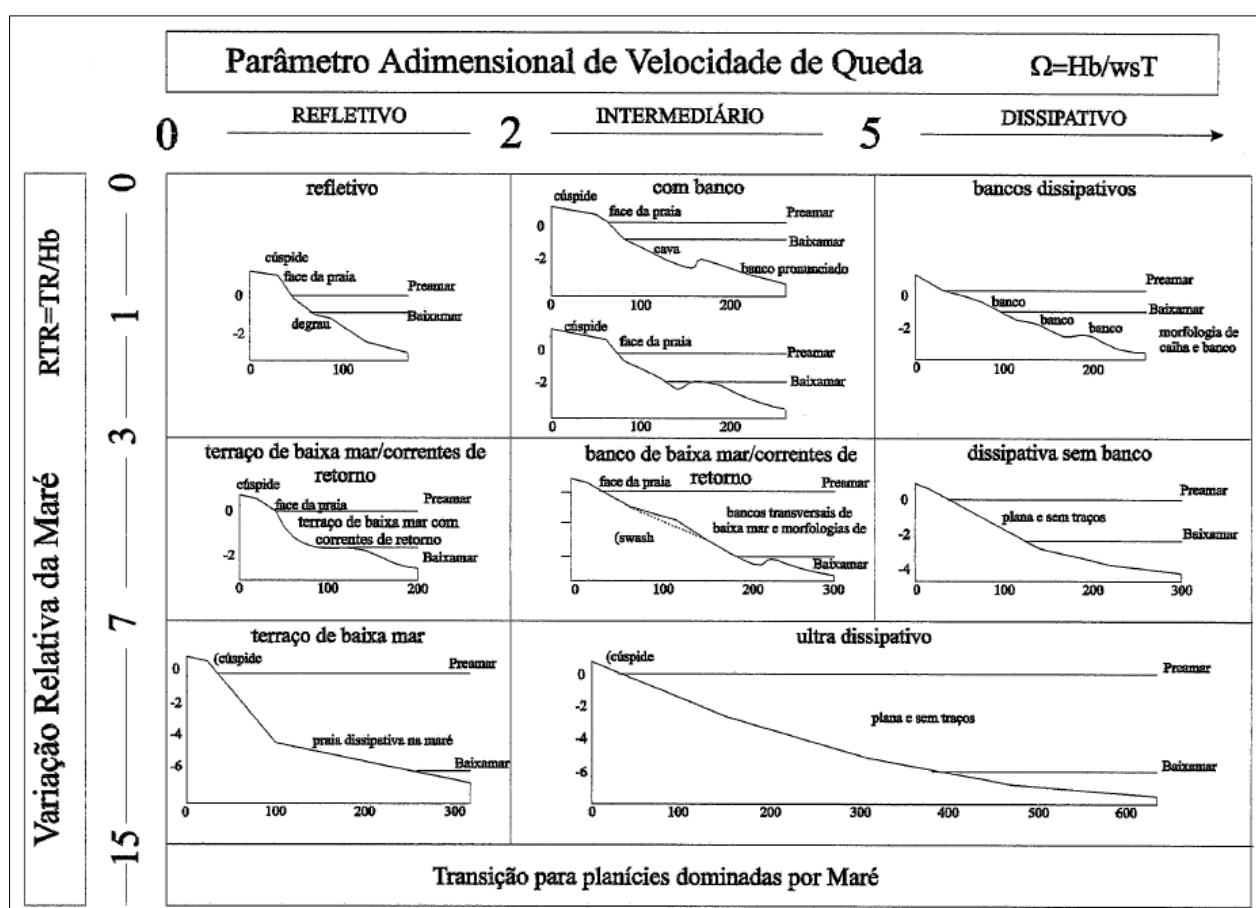 Parâmetro Adimensional de Velocidade de Queda Ω=Hb/wsT
0 REFLETIVO 2 INTERMEDIÁRIO 5 DISSIPATIVO
Variação Relativa da Maré RTR=TR/Hb
0
1
3
7
15
refletivo
cúspide
face da praia
Preamar
0
degrau
Baixamar
-2
0 100
com banco
cúspide
face da praia
Preamar
0
Baixamar
cava
-2
banco pronunciado
0 100 200
cúspide
face da praia
0
Preamar
-2
Baixamar
0 100 200
bancos dissipativos
Preamar
0
banco
Baixamar
banco
banco
-2
morfologia de
calha e banco
0 100 200
terraço de baixa mar/correntes de
retorno
cúspide
Preamar
face da praia
0
terraço de baixa mar com
correntes de retorno
Baixamar
-2
0 100 200
banco de baixa mar/correntes de
retorno
face da praia
Preamar
bancos transversais de
baixa mar e morfologias de
(swash
Baixamar
0 100 200 300
dissipativa sem banco
Preamar
0
plana e sem traços
-2
Baixamar
-4
0 100 200 300
terraço de baixa mar
(cúspide
Preamar
0
-2
-4
praia dissipativa na maré
-6
Baixamar
0 100 200 300
ultra dissipativo
(cúspide
Preamar
0
-2
plana e sem traços
-4
-6
Baixamar
0 100 200 300 400 500 600
Transição para planícies dominadas por Maré